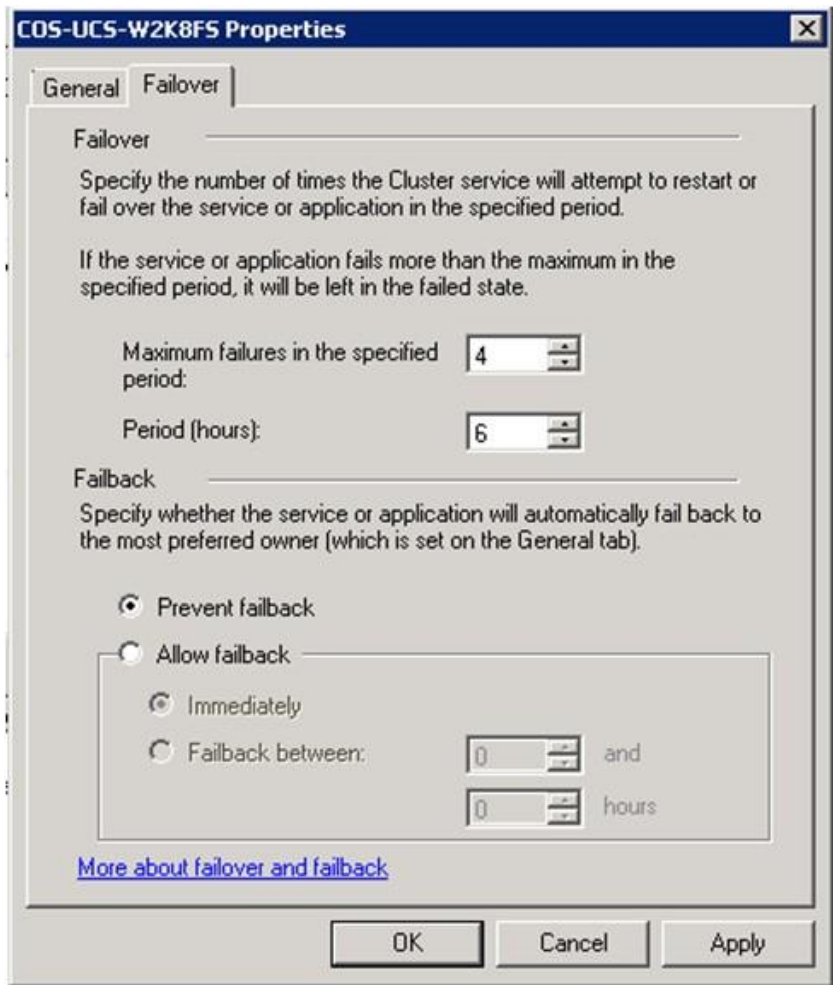 COS-UCS-W2K8FS Properties
General
Failover
Failover
Specify the number of times the Cluster service will attempt to restart or
fail over the service or application in the specified period.
If the service or application fails more than the maximum in the
specified period, it will be left in the failed state.
Maximum failures in the specified
period:
4
Period (hours):
6
Failback
Specify whether the service or application will automatically fail back to
the most preferred owner (which is set on the General tab).
Prevent failback
Allow failback
Immediately
Failback between:
0
and
0
hours
More about failover and failback
OK
Cancel
Apply